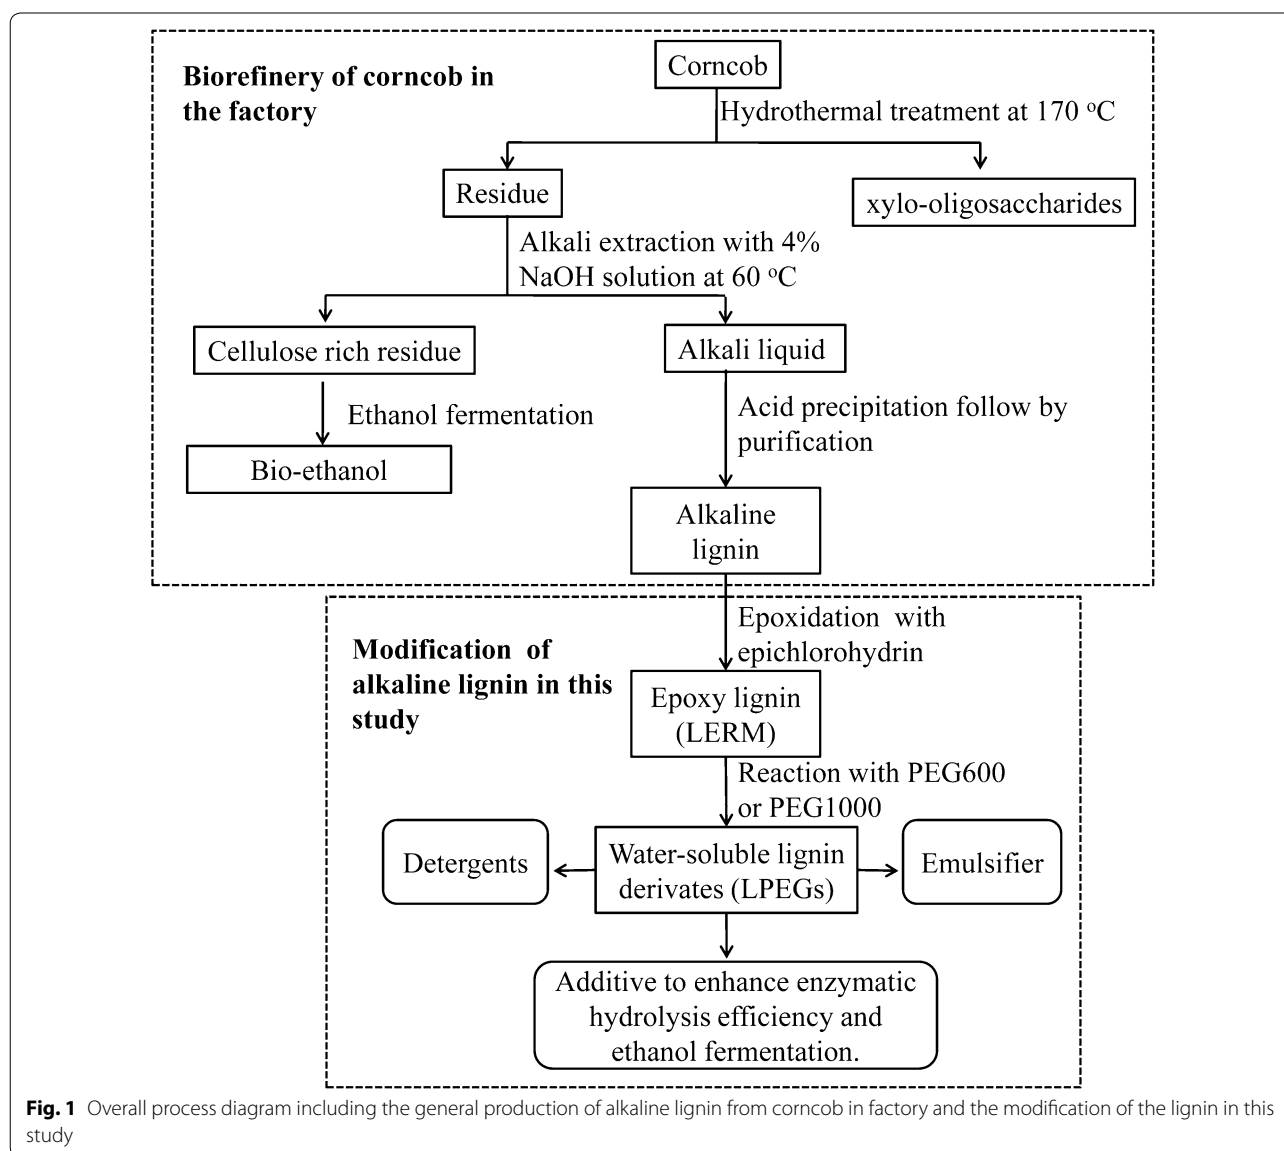 Biorefinery of corncob in
the factory
Corncob
Hydrothermal treatment at 170 °C
Residue
xylo-oligosaccharides
Alkali extraction with 4%
NaOH solution at 60 °C
Cellulose rich residue
Alkali liquid
Ethanol fermentation
Acid precipitation follow by
purification
Bio-ethanol
Alkaline
lignin
Epoxidation with
epichlorohydrin
Modification of
alkaline lignin in this
study
Epoxy lignin
(LERM)
Reaction with PEG600
or PEG1000
Detergents
Water-soluble lignin
derivates (LPEGs)
Emulsifier
Additive to enhance enzymatic
hydrolysis efficiency and
ethanol fermentation.
Fig. 1 Overall process diagram including the general production of alkaline lignin from corncob in factory and the modification of the lignin in this
study